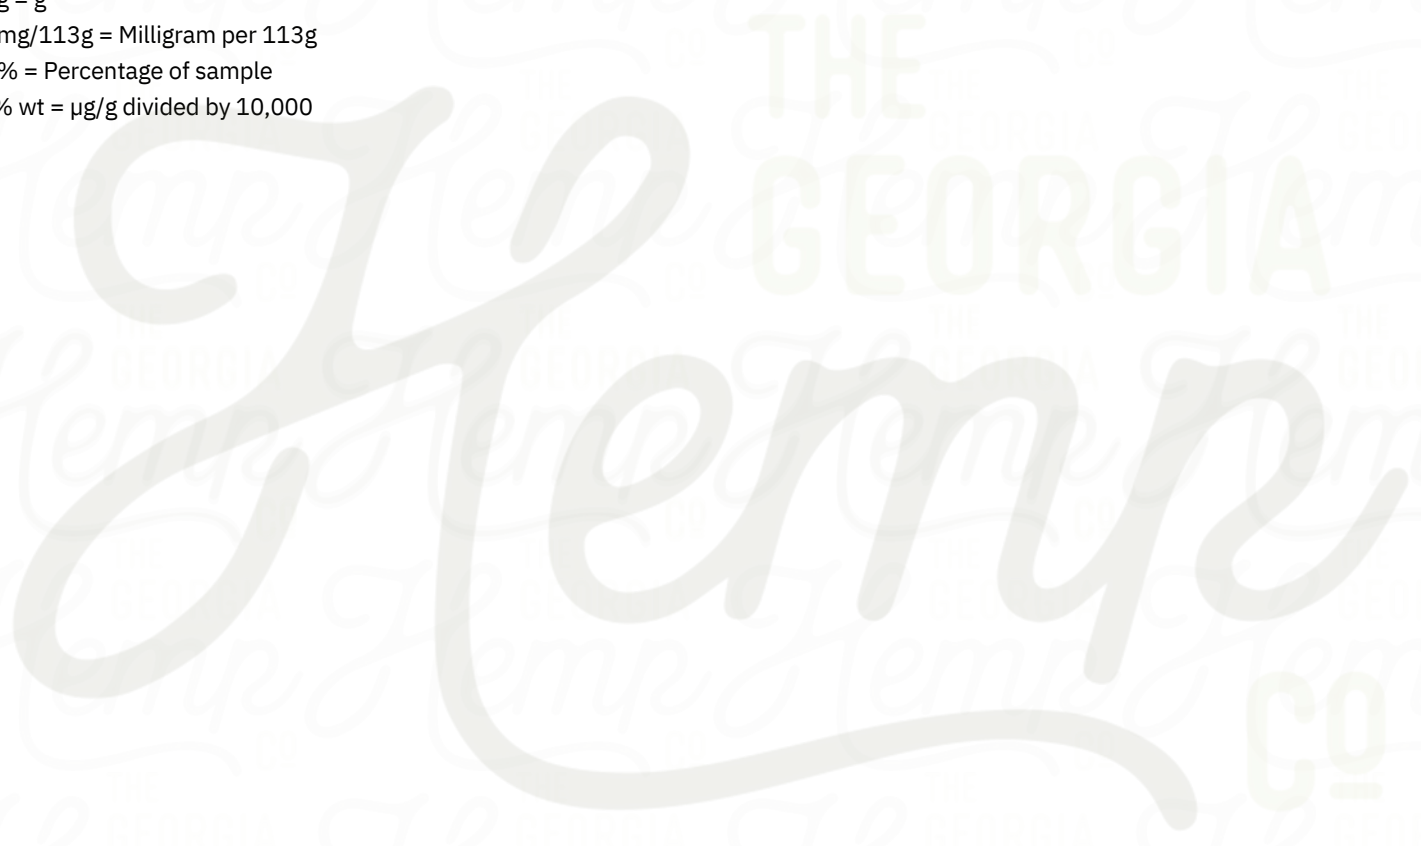 g = g
mg/113g = Milligram per 113g
% = Percentage of sample
% wt = µg/g divided by 10,000
THE
GEORGIA
Hemp
CO